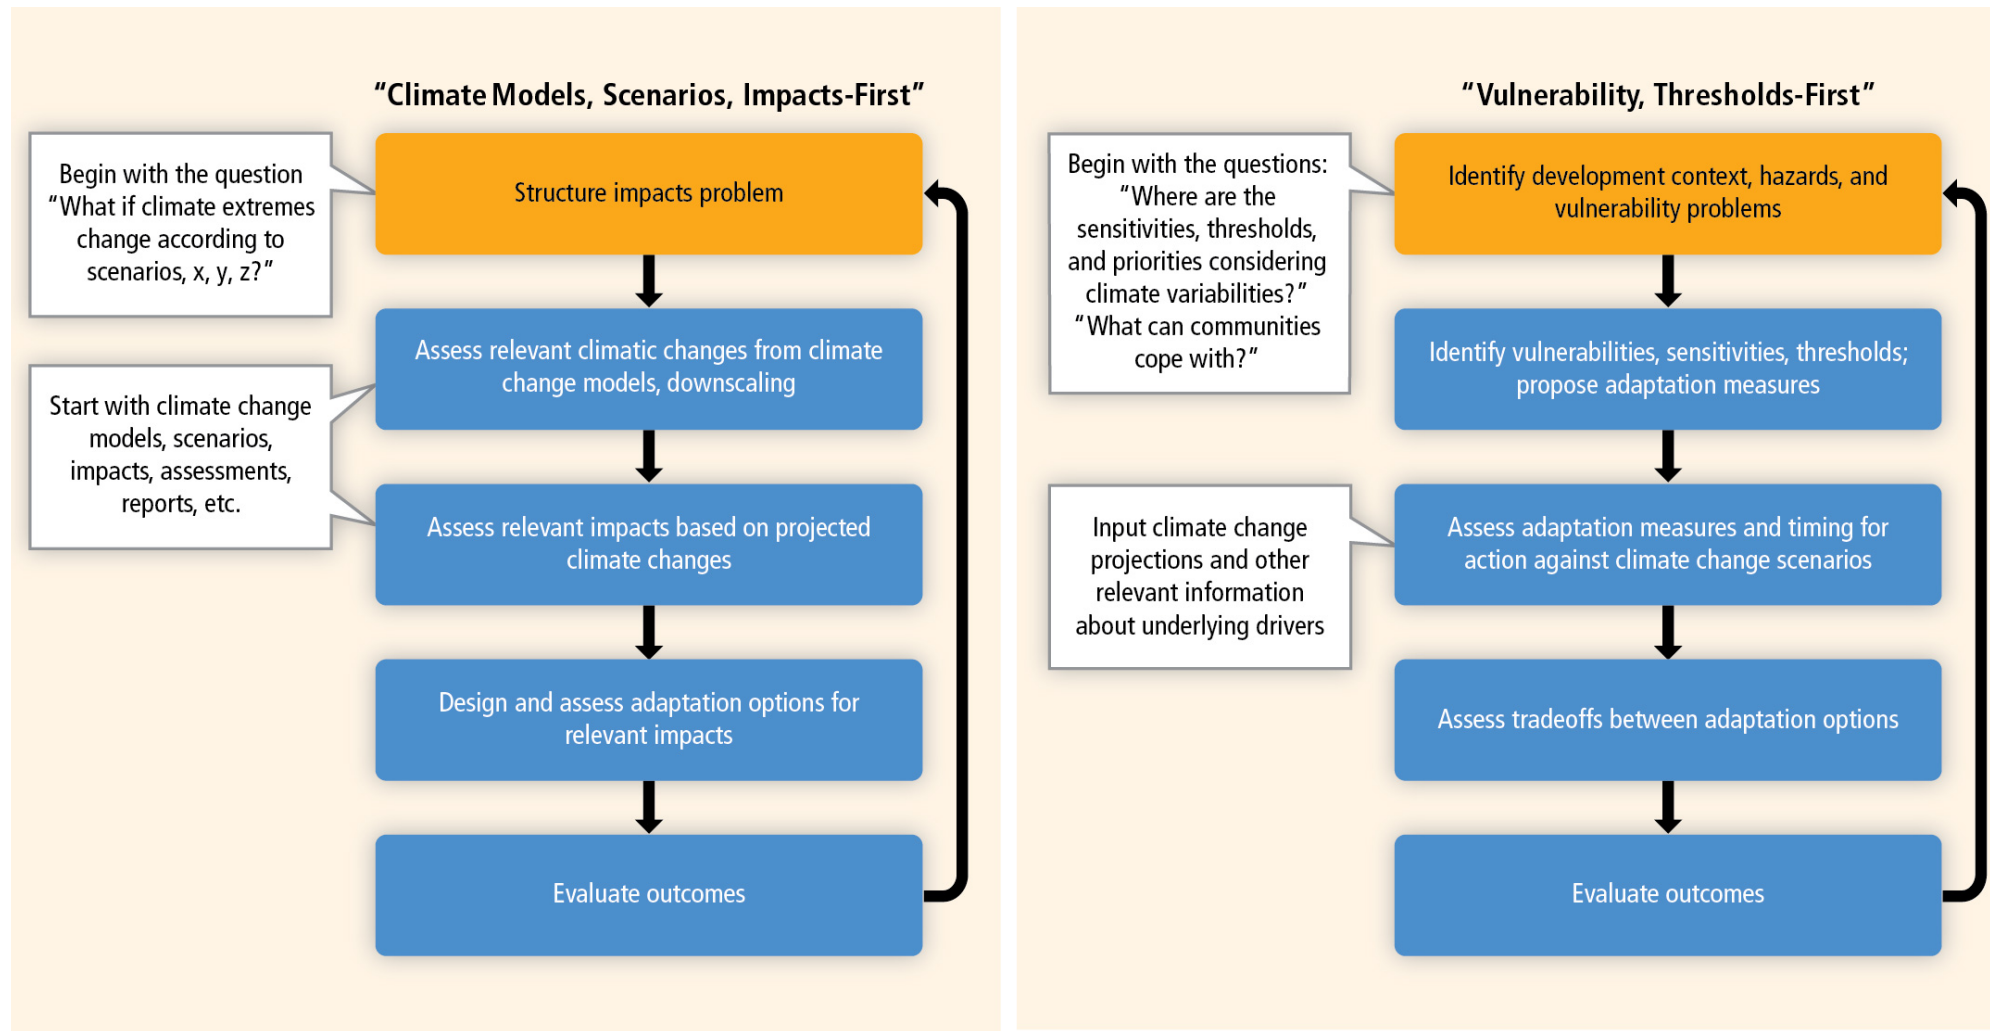 “Climate Models, Scenarios, Impacts-First”
Begin with the question
“What if climate extremes
change according to
scenarios, x, y, z?”
Structure impacts problem
Assess relevant climatic changes from climate
change models, downscaling
Start with climate change
models, scenarios,
impacts, assessments,
reports, etc.
Assess relevant impacts based on projected
climate changes
Design and assess adaptation options for
relevant impacts
Evaluate outcomes
“Vulnerability, Thresholds-First”
Begin with the questions:
“Where are the
sensitivities, thresholds,
and priorities considering
climate variabilities?”
“What can communities
cope with?”
Identify development context, hazards, and
vulnerability problems
Identify vulnerabilities, sensitivities, thresholds;
propose adaptation measures
Input climate change
projections and other
relevant information
about underlying drivers
Assess adaptation measures and timing for
action against climate change scenarios
Assess tradeoffs between adaptation options
Evaluate outcomes